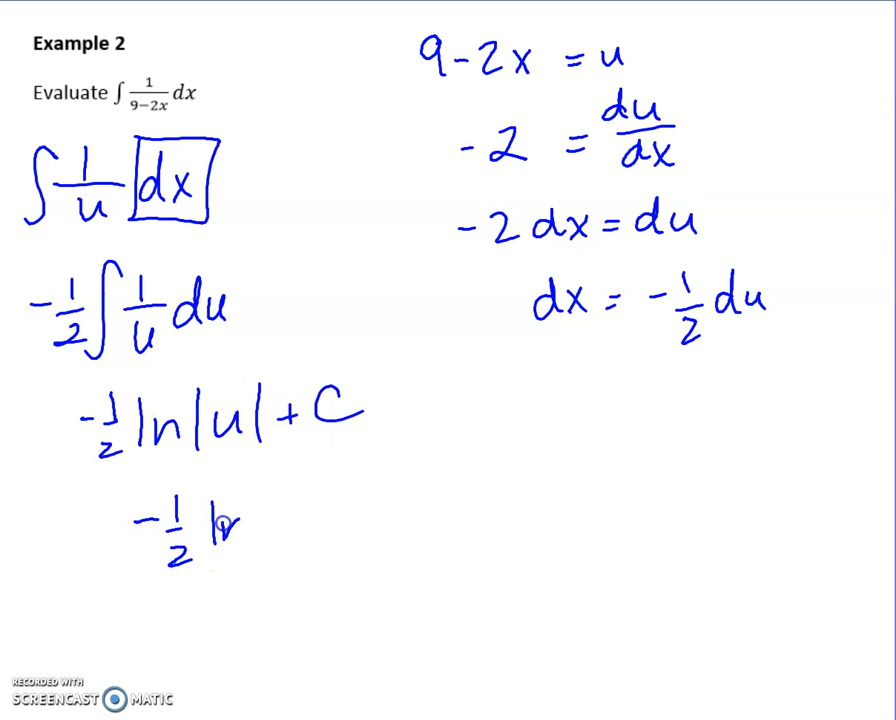 Example 2
Evaluate ∫ 1/(9−2x) dx
∫ 1/u dx
-1/2 ∫ 1/u du
-1/2 ln|u| + C
-1/2 
9-2x = u
-2 = du/dx
-2 dx = du
dx = -1/2 du
RECORDED WITH
SCREENCAST MATIC